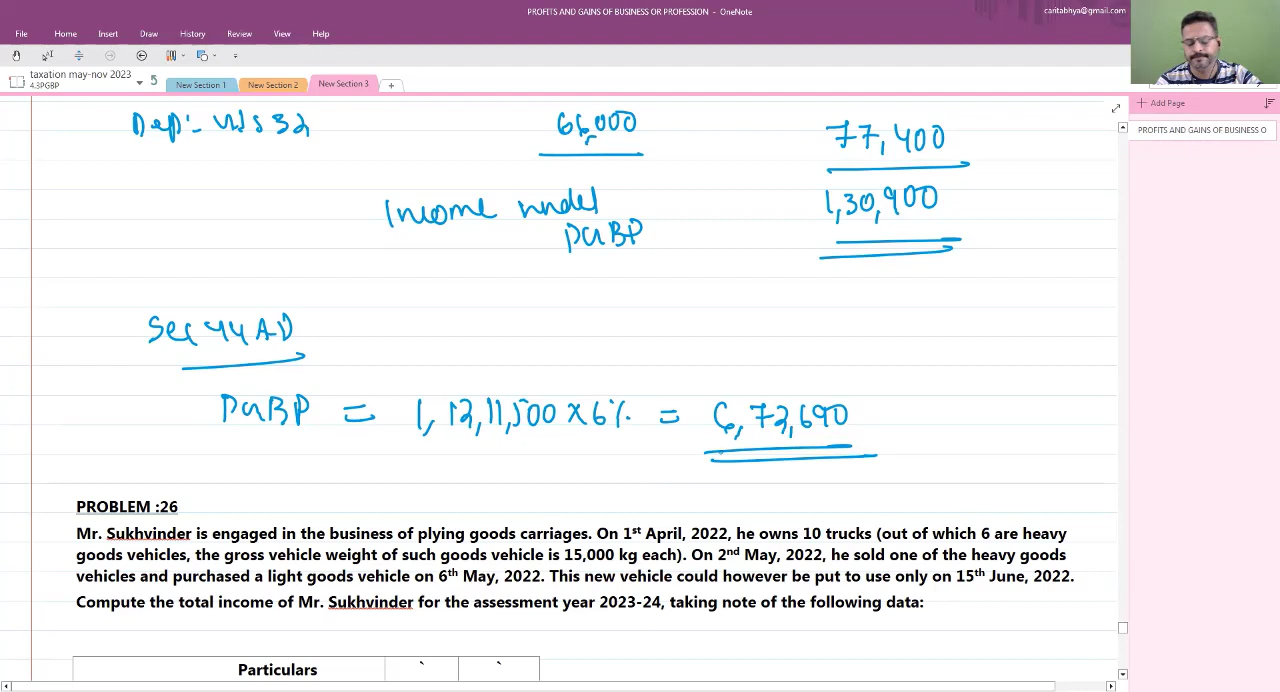 PROFITS AND GAINS OF BUSINESS OR PROFESSION - OneNote
caritabhya@gmail.com
File Home Insert Draw History Review View Help
taxation may-nov 2023
4.3PGBP
5
New Section 1 New Section 2 New Section 3 +
Add Page
PROFITS AND GAINS OF BUSINESS O
Dep:- U/s 32 66,000 77,400
Income under 1,30,900
PGBP
Sec 44AD
PGBP = 1,12,11,500 x 6% = 6,72,690
PROBLEM :26
Mr. Sukhvinder is engaged in the business of plying goods carriages. On 1st April, 2022, he owns 10 trucks (out of which 6 are heavy
goods vehicles, the gross vehicle weight of such goods vehicle is 15,000 kg each). On 2nd May, 2022, he sold one of the heavy goods
vehicles and purchased a light goods vehicle on 6th May, 2022. This new vehicle could however be put to use only on 15th June, 2022.
Compute the total income of Mr. Sukhvinder for the assessment year 2023-24, taking note of the following data:
Particulars ` `